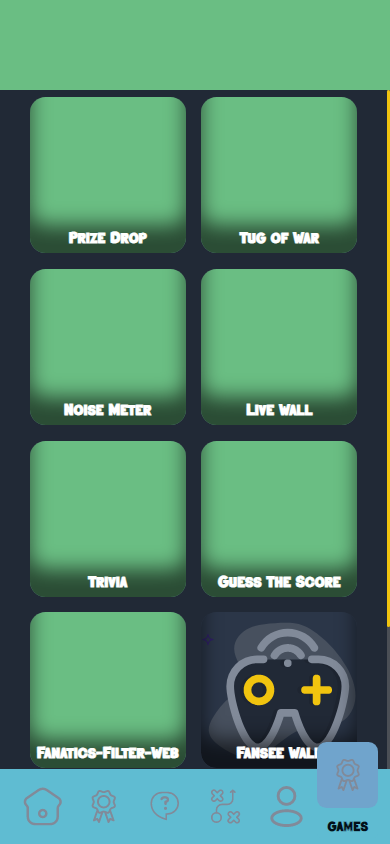 Prize Drop
Tug of War
Noise Meter
Live Wall
Trivia
Guess The Score
Fanatics-Filter-Web
Fansee Wall
GAMES